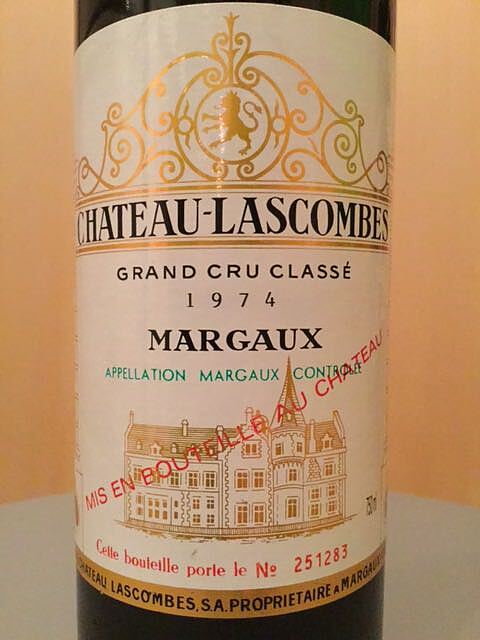 CHATEAU-LASCOMBES
GRAND CRU CLASSÉ
1974
MARGAUX
APPELLATION MARGAUX CONTROLÉE
MIS EN BOUTEILLE AU CHATEAU
750ml
Cette bouteille porte le No 251283
CHATEAU LASCOMBES, S.A. PROPRIETAIRE A MARGAUX